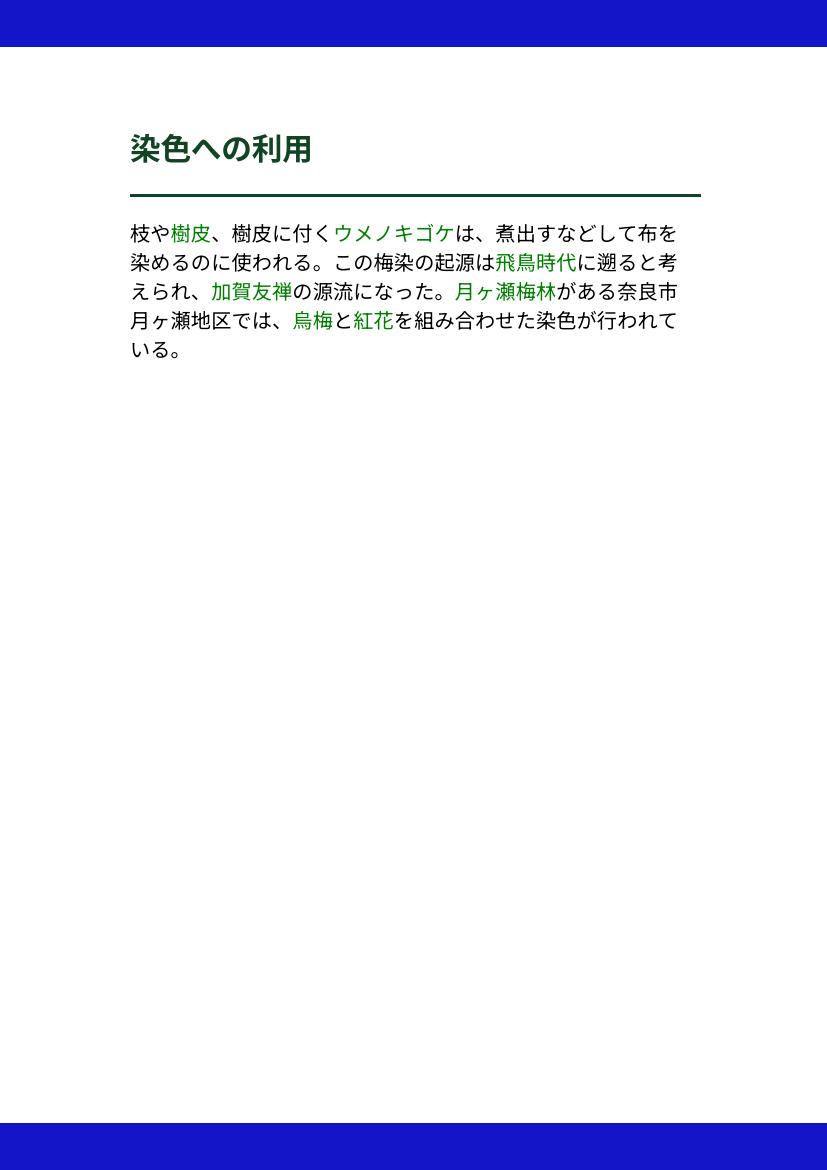 染色への利用
枝や樹皮、樹皮に付くウメノキゴケは、煮出すなどして布を
染めるのに使われる。この梅染の起源は飛鳥時代に遡ると考
えられ、加賀友禅の源流になった。月ヶ瀬梅林がある奈良市
月ヶ瀬地区では、烏梅と紅花を組み合わせた染色が行われて
いる。